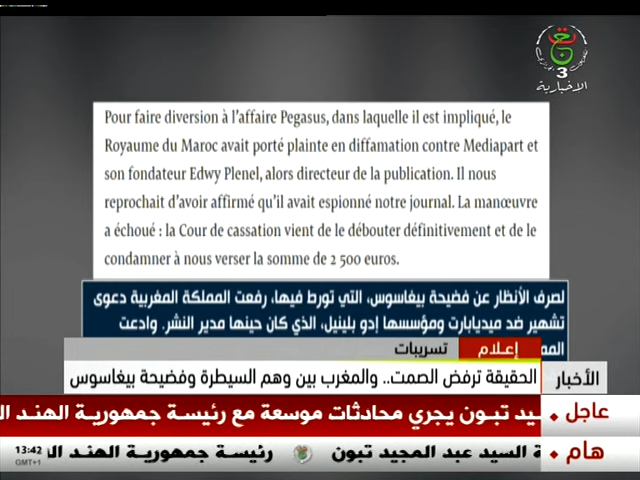 3
الإخبارية
Pour faire diversion à l'affaire Pegasus, dans laquelle il est impliqué, le
Royaume du Maroc avait porté plainte en diffamation contre Mediapart et
son fondateur Edwy Plenel, alors directeur de la publication. Il nous
reprochait d'avoir affirmé qu'il avait espionné notre journal. La manœuvre
a échoué : la Cour de cassation vient de le débouter définitivement et de le
condamner à nous verser la somme de 2 500 euros.
لصرف الأنظار عن فضيحة بيغاسوس، التي تورط فيها، رفعت المملكة المغربية دعوى
تشهير ضد ميديابارت ومؤسسها إدو بلينيل، الذي كان حينها مدير النشر. وادعت
إعلام تسريبات
الأخبار الحقيقة ترفض الصمت.. والمغرب بين وهم السيطرة وفضيحة بيغاسوس
عاجل ـيد تبون يجري محادثات موسعة مع رئيسة جمهورية الهند
هام ـة السيد عبد المجيد تبون رئيسة جمهورية الهند
13:42
GMT+1